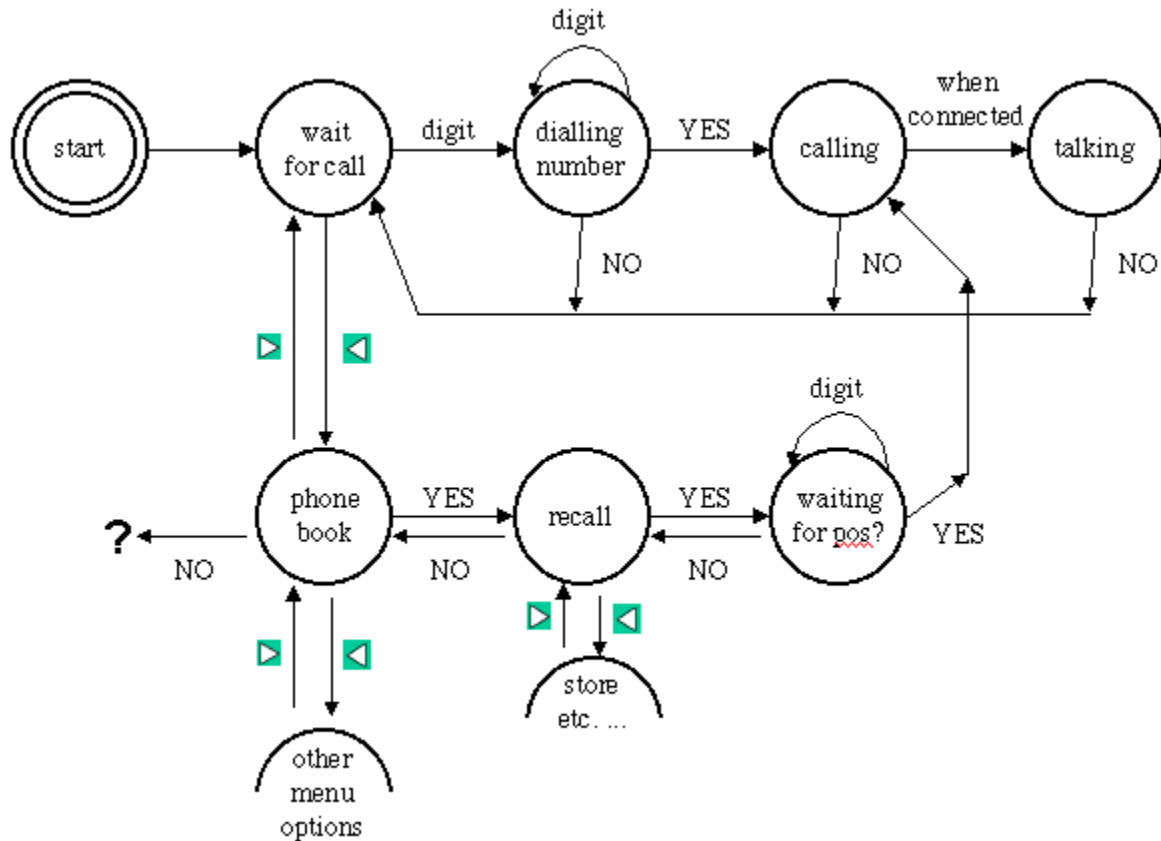 digit
when
connected
start
wait
for call
digit
dialling
number
YES
calling
talking
NO
NO
NO
digit
phone
book
YES
recall
YES
waiting
for pos?
YES
?
NO
NO
NO
store
etc. ...
other
menu
options